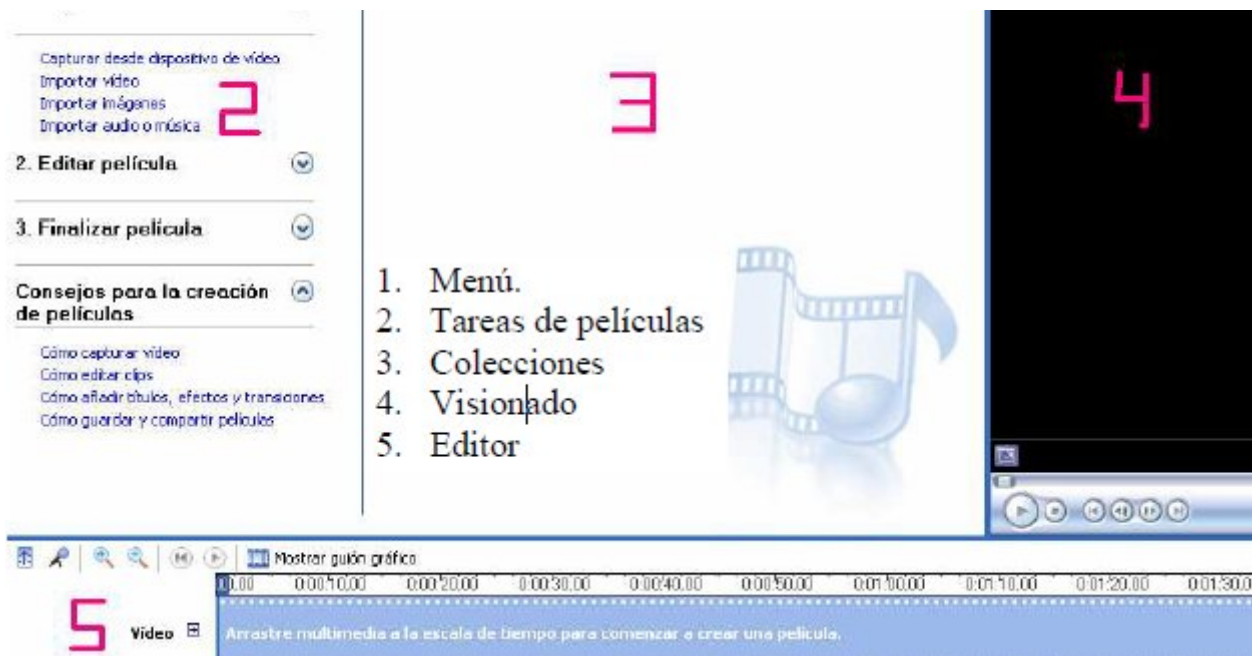 Capturar desde dispositivo de vídeo
Importar vídeo
Importar imágenes
Importar audio o música
2
2. Editar película
3. Finalizar película
Consejos para la creación
de películas
Cómo capturar vídeo
Cómo editar clips
Cómo añadir títulos, efectos y transiciones
Cómo guardar y compartir películas
3
1. Menú.
2. Tareas de películas
3. Colecciones
4. Visionado
5. Editor
4
Mostrar guión gráfico
0:00:10,00 0:00:20,00 0:00:30,00 0:00:40,00 0:00:50,00 0:01:00,00 0:01:10,00 0:01:20,00
5
Vídeo
Arrastre multimedia a la escala de tiempo para comenzar a crear una película.